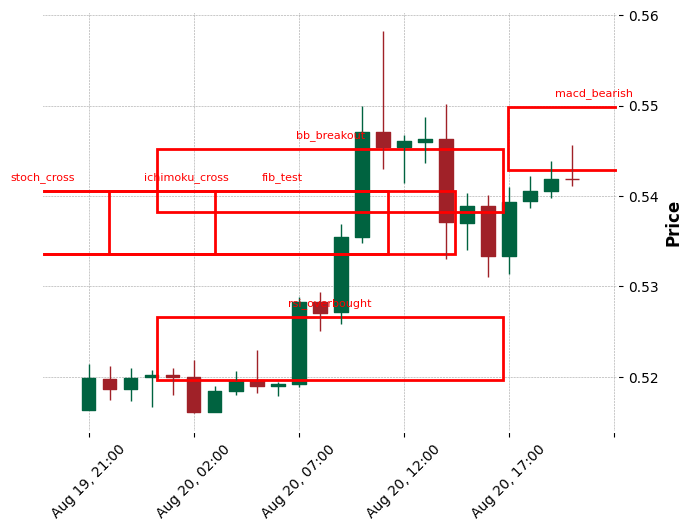 0.56
macd_bearish
0.55
bb_breakout
stoch_cross
ichimoku_cross
fib_test
0.54
Price
0.53
rsi_overbought
0.52
Aug 19, 21:00
Aug 20, 02:00
Aug 20, 07:00
Aug 20, 12:00
Aug 20, 17:00